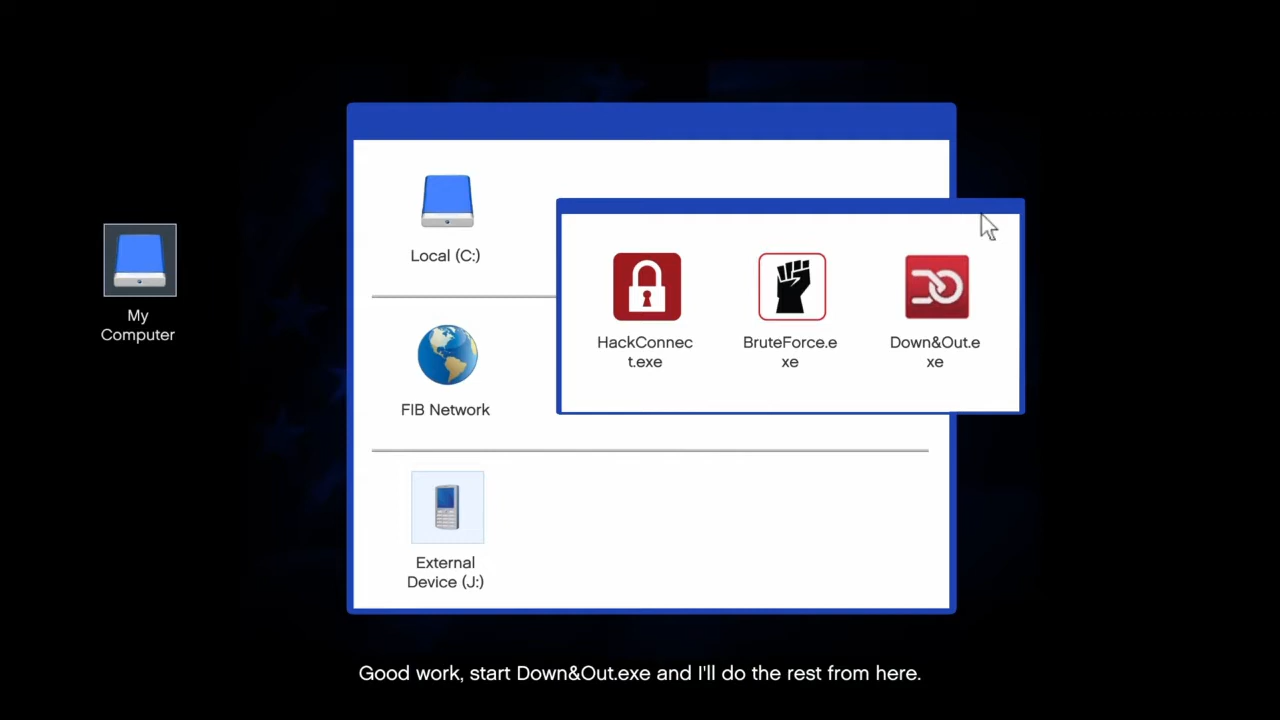 Local (C:)
My
Computer
HackConnec
t.exe
BruteForce.e
xe
Down&Out.e
xe
FIB Network
External
Device (J:)
Good work, start Down&Out.exe and I'll do the rest from here.